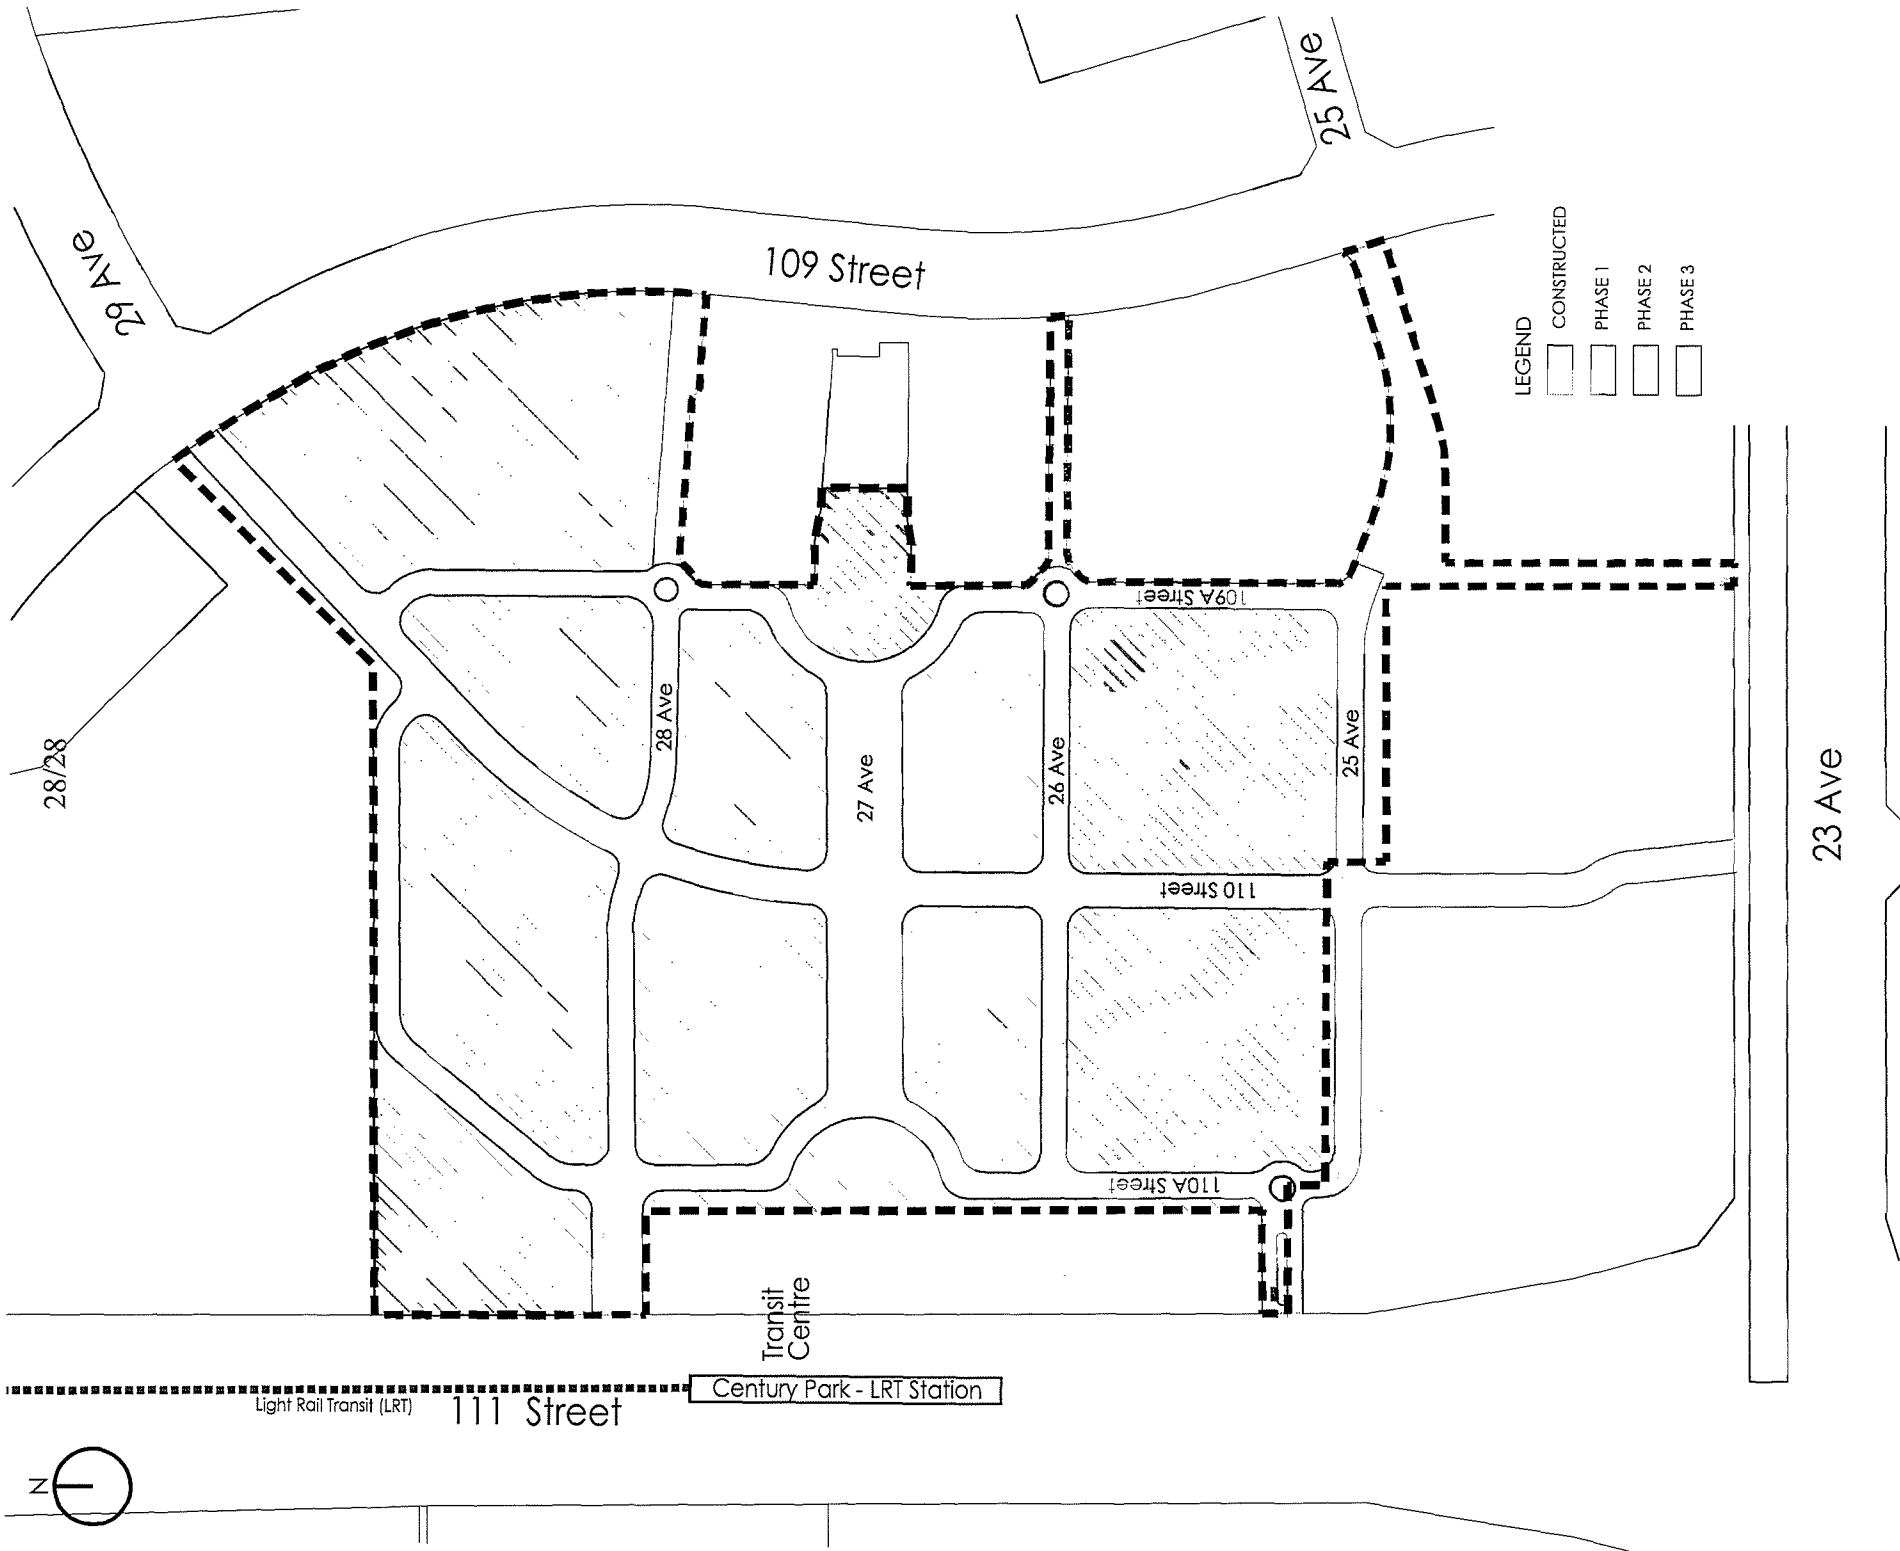 29 Ave
25 Ave
109 Street
LEGEND
CONSTRUCTED
PHASE 1
PHASE 2
PHASE 3
109A Street
28/28
28 Ave
27 Ave
26 Ave
25 Ave
23 Ave
110 Street
110A Street
Transit
Centre
Century Park - LRT Station
Light Rail Transit (LRT)
111 Street
N